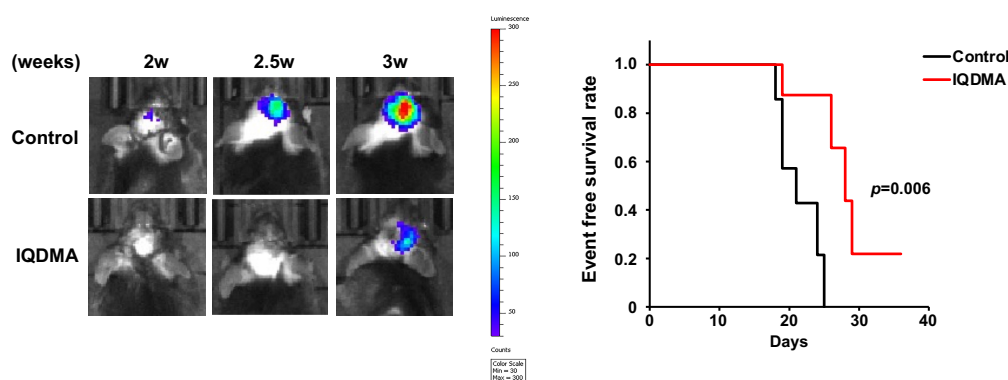 (weeks) 2w 2.5w 3w
Control
IQDMA
Luminescence
300
250
200
150
100
50
Counts
Color Scale
Min = 30
Max = 300
Event free survival rate
1.0
0.8
0.6
0.4
0.2
0
0 10 20 30 40
Days
Control
IQDMA
p=0.006